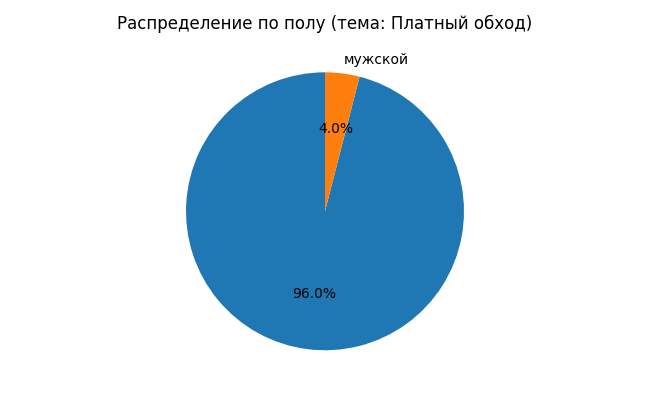 Распределение по полу (тема: Платный обход)
мужской
4.0%
96.0%